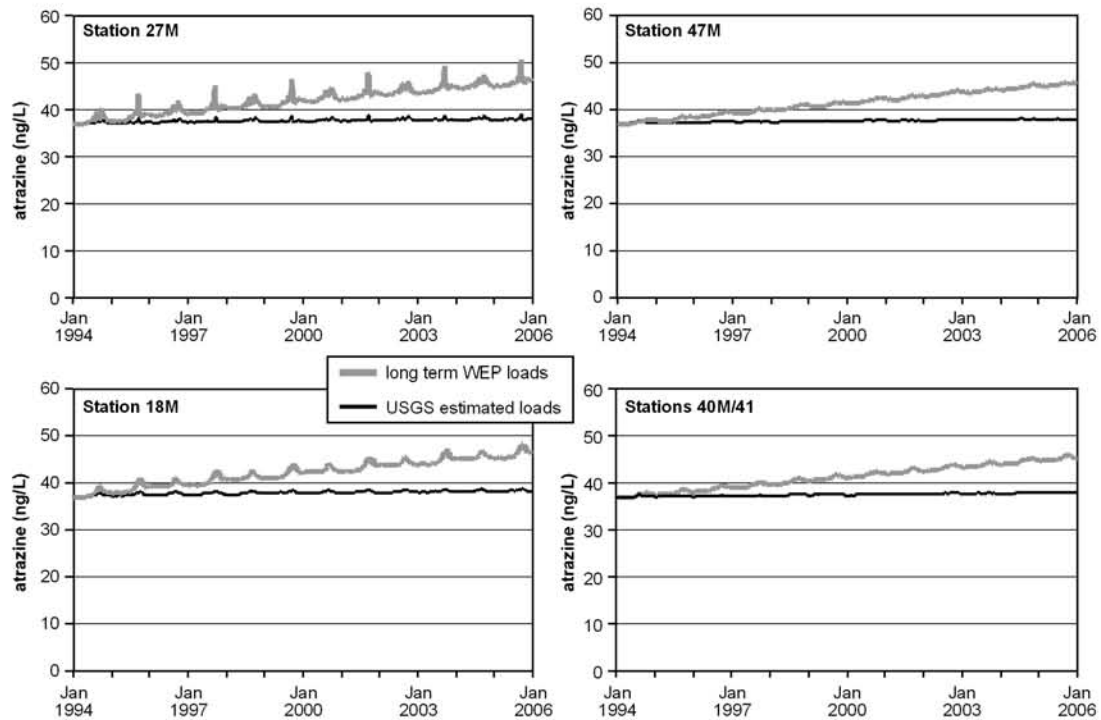 Station 27M
atrazine (ng/L)
60
50
40
30
20
10
0
Jan 1994
Jan 1997
Jan 2000
Jan 2003
Jan 2006
Station 47M
atrazine (ng/L)
60
50
40
30
20
10
0
Jan 1994
Jan 1997
Jan 2000
Jan 2003
Jan 2006
long term WEP loads
USGS estimated loads
Station 18M
atrazine (ng/L)
60
50
40
30
20
10
0
Jan 1994
Jan 1997
Jan 2000
Jan 2003
Jan 2006
Stations 40M/41
atrazine (ng/L)
60
50
40
30
20
10
0
Jan 1994
Jan 1997
Jan 2000
Jan 2003
Jan 2006